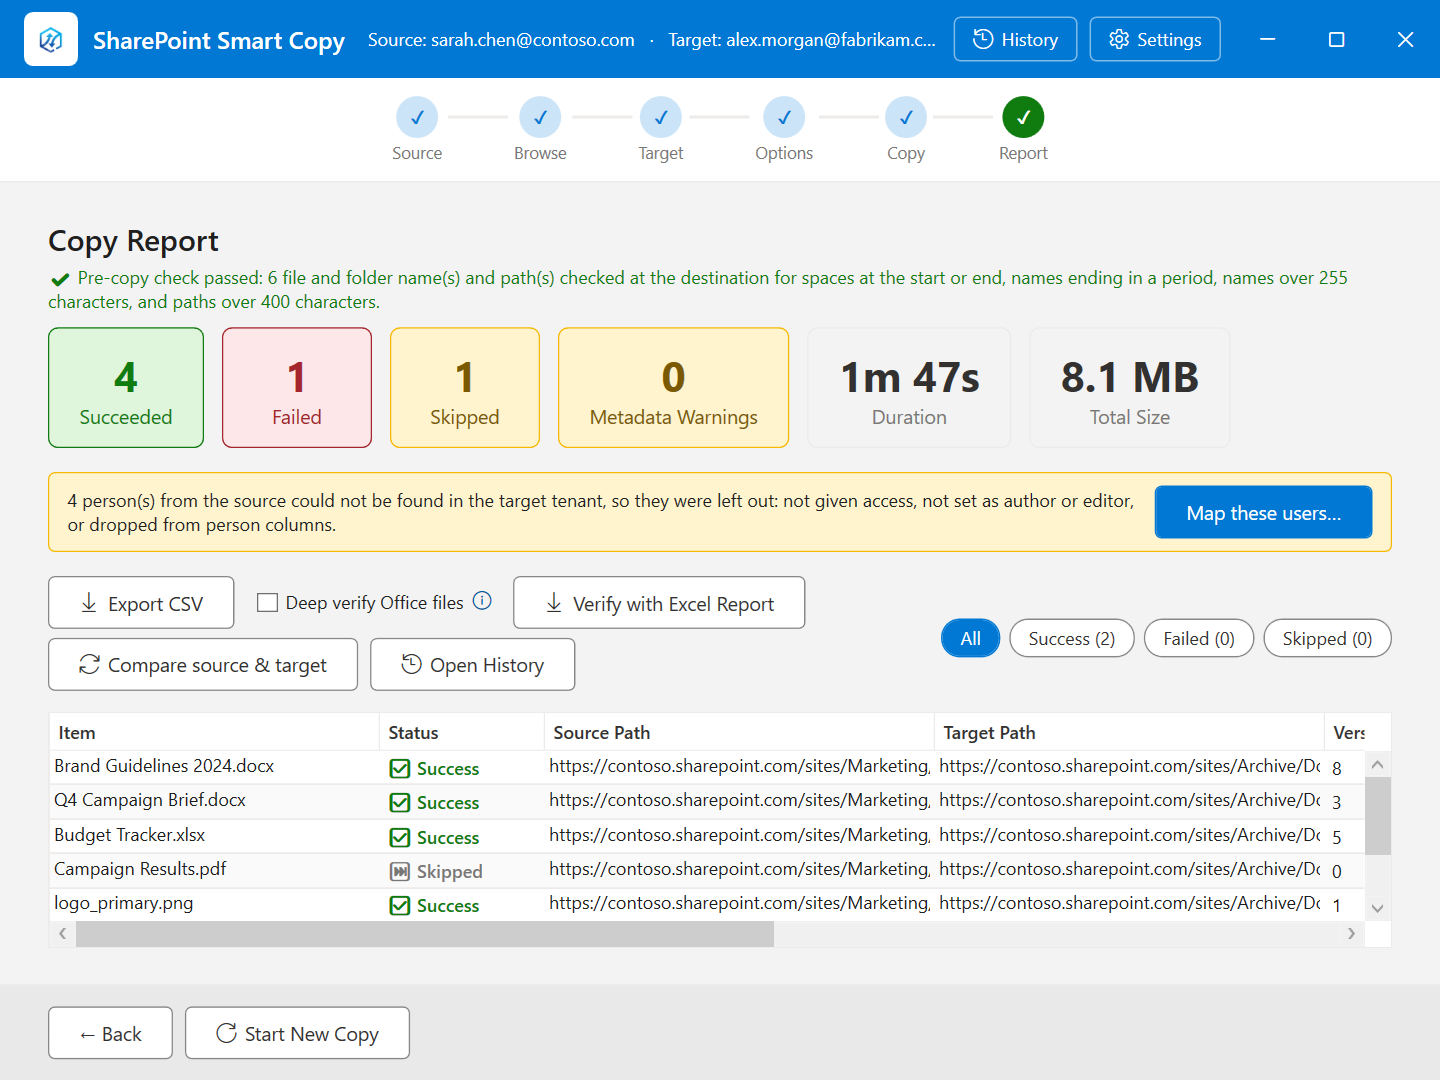 SharePoint Smart Copy
Source: sarah.chen@contoso.com · Target: alex.morgan@fabrikam.c...
History
Settings
Source
Browse
Target
Options
Copy
Report
Copy Report
Pre-copy check passed: 6 file and folder name(s) and path(s) checked at the destination for spaces at the start or end, names ending in a period, names over 255
characters, and paths over 400 characters.
4
Succeeded
1
Failed
1
Skipped
0
Metadata Warnings
1m 47s
Duration
8.1 MB
Total Size
4 person(s) from the source could not be found in the target tenant, so they were left out: not given access, not set as author or editor,
or dropped from person columns.
Map these users...
Export CSV
Deep verify Office files
Verify with Excel Report
Compare source & target
Open History
All
Success (2)
Failed (0)
Skipped (0)
Item Status Source Path Target Path Vers
Brand Guidelines 2024.docx Success https://contoso.sharepoint.com/sites/Marketing, https://contoso.sharepoint.com/sites/Archive/Dc 8
Q4 Campaign Brief.docx Success https://contoso.sharepoint.com/sites/Marketing, https://contoso.sharepoint.com/sites/Archive/Dc 3
Budget Tracker.xlsx Success https://contoso.sharepoint.com/sites/Marketing, https://contoso.sharepoint.com/sites/Archive/Dc 5
Campaign Results.pdf Skipped https://contoso.sharepoint.com/sites/Marketing, https://contoso.sharepoint.com/sites/Archive/Dc 0
logo_primary.png Success https://contoso.sharepoint.com/sites/Marketing, https://contoso.sharepoint.com/sites/Archive/Dc 1
← Back
Start New Copy